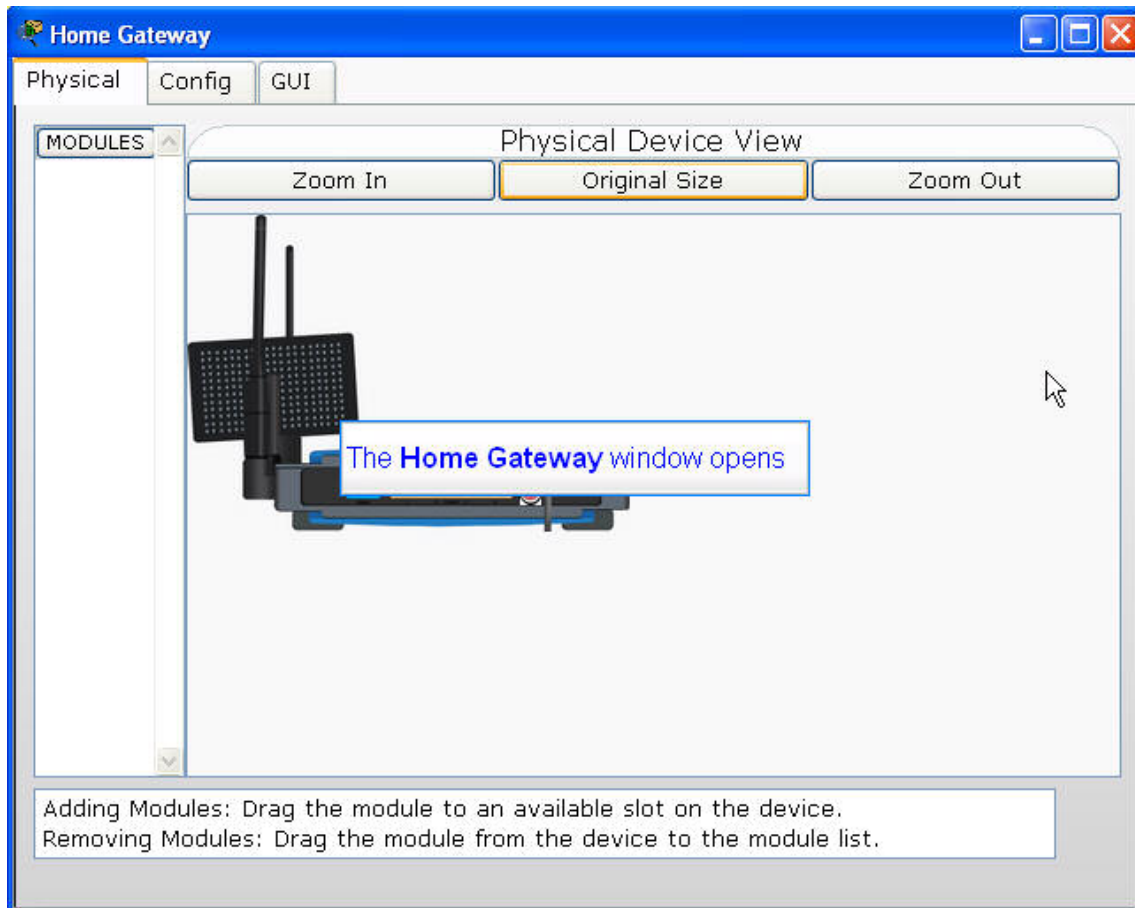 Home Gateway
Physical Config GUI
MODULES
Physical Device View
Zoom In Original Size Zoom Out
The Home Gateway window opens
Adding Modules: Drag the module to an available slot on the device.
Removing Modules: Drag the module from the device to the module list.